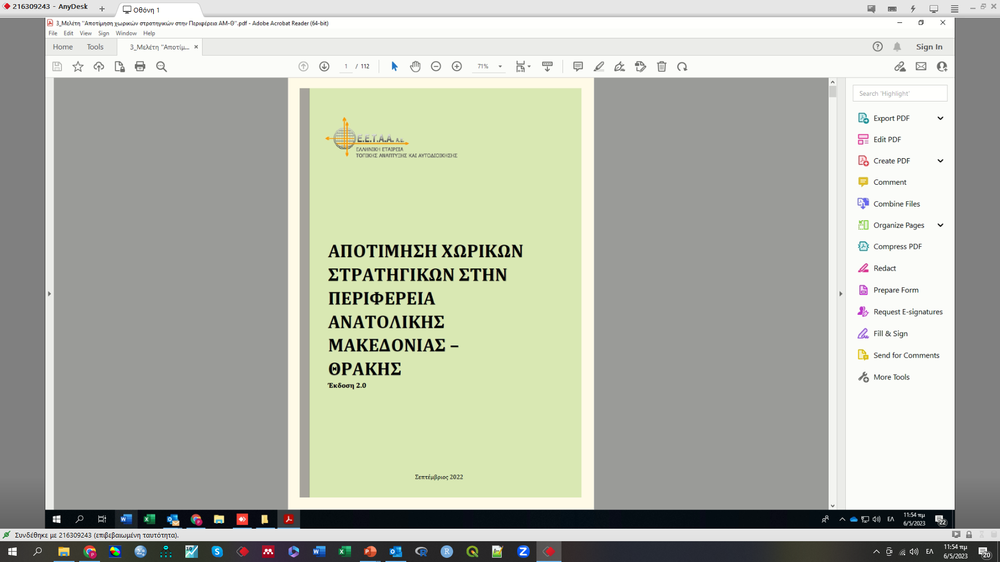 216309243 - AnyDesk
Οθόνη 1
3_Μελέτη "Αποτίμηση χωρικών στρατηγικών στην Περιφέρεια ΑΜ-Θ".pdf - Adobe Acrobat Reader (64-bit)
File Edit View Sign Window Help
Home Tools 3_Μελέτη "Αποτίμ... Sign In
1 / 112 71%
Search 'Highlight'
Export PDF
Edit PDF
Create PDF
Comment
Combine Files
Organize Pages
Compress PDF
Redact
Prepare Form
Request E-signatures
Fill & Sign
Send for Comments
More Tools
Ε.Ε.Τ.Α.Α. Α.Ε.
ΕΛΛΗΝΙΚΗ ΕΤΑΙΡΕΙΑ
ΤΟΠΙΚΗΣ ΑΝΑΠΤΥΞΗΣ ΚΑΙ ΑΥΤΟΔΙΟΙΚΗΣΗΣ
ΑΠΟΤΙΜΗΣΗ ΧΩΡΙΚΩΝ
ΣΤΡΑΤΗΓΙΚΩΝ ΣΤΗΝ
ΠΕΡΙΦΕΡΕΙΑ
ΑΝΑΤΟΛΙΚΗΣ
ΜΑΚΕΔΟΝΙΑΣ –
ΘΡΑΚΗΣ
Έκδοση 2.0
Σεπτέμβριος 2022
ΕΛ
11:54 πμ
6/5/2023
22
Συνδέθηκε με 216309243 (επιβεβαιωμένη ταυτότητα).
ΕΛ
11:54 πμ
6/5/2023
20